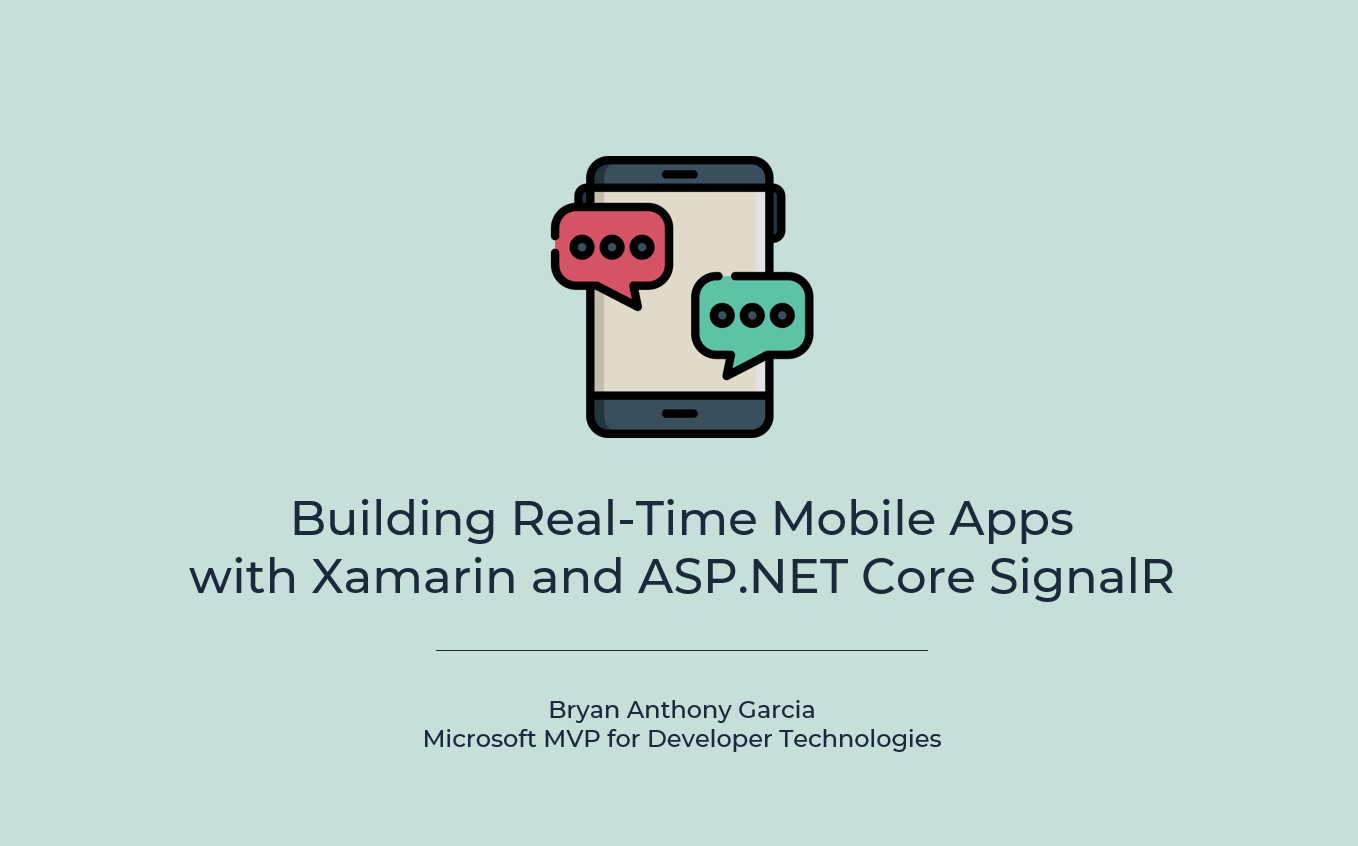 Building Real-Time Mobile Apps
with Xamarin and ASP.NET Core SignalR
Bryan Anthony Garcia
Microsoft MVP for Developer Technologies